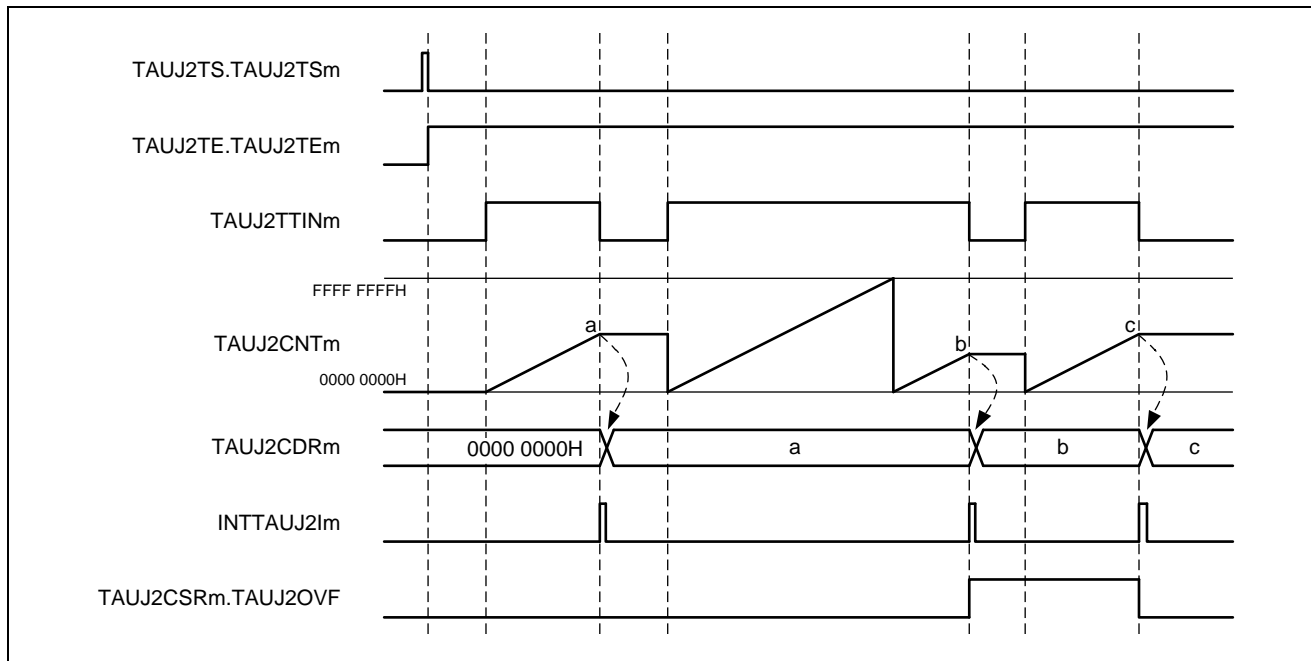 TAUJ2TS.TAUJ2TSm
TAUJ2TE.TAUJ2TEm
TAUJ2TTINm
FFFF FFFFH
a
b
c
TAUJ2CNTm
0000 0000H
TAUJ2CDRm
0000 0000H
a
b
c
INTTAUJ2Im
TAUJ2CSRm.TAUJ2OVF